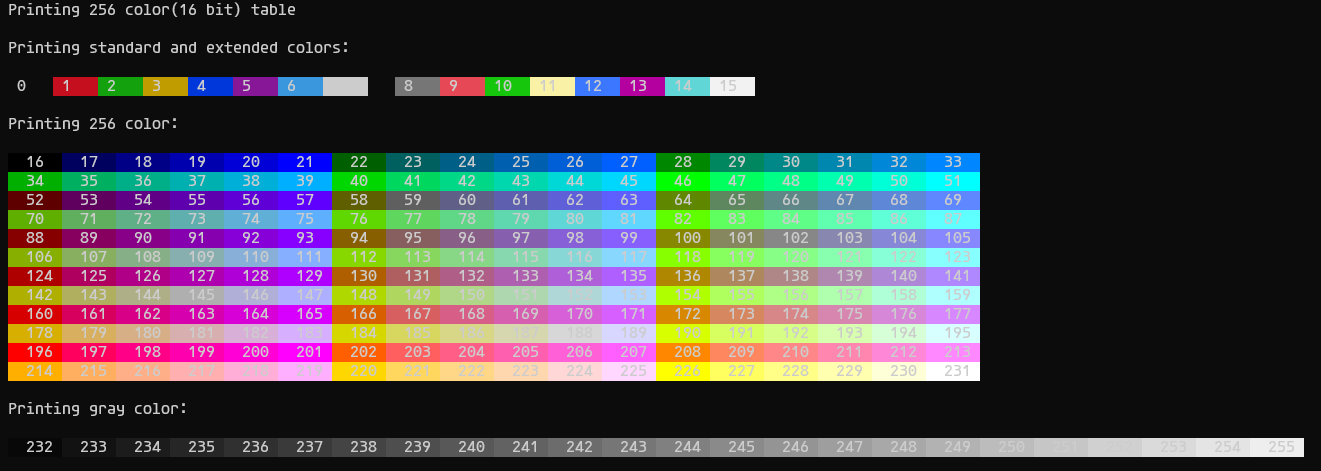 Printing 256 color(16 bit) table
Printing standard and extended colors:
0 1 2 3 4 5 6 8 9 10 11 12 13 14 15
Printing 256 color:
16 17 18 19 20 21 22 23 24 25 26 27 28 29 30 31 32 33
34 35 36 37 38 39 40 41 42 43 44 45 46 47 48 49 50 51
52 53 54 55 56 57 58 59 60 61 62 63 64 65 66 67 68 69
70 71 72 73 74 75 76 77 78 79 80 81 82 83 84 85 86 87
88 89 90 91 92 93 94 95 96 97 98 99 100 101 102 103 104 105
106 107 108 109 110 111 112 113 114 115 116 117 118 119 120 121 122 123
124 125 126 127 128 129 130 131 132 133 134 135 136 137 138 139 140 141
142 143 144 145 146 147 148 149 150 151 153 154 155 156 157 158 159
160 161 162 163 164 165 166 167 168 169 170 171 172 173 174 175 176 177
178 179 180 181 182 183 184 185 186 187 188 189 190 191 192 193 194 195
196 197 198 199 200 201 202 203 204 205 206 207 208 209 210 211 212 213
214 215 216 217 218 219 220 221 222 223 224 225 226 227 228 229 230 231
Printing gray color:
232 233 234 235 236 237 238 239 240 241 242 243 244 245 246 247 248 249 250 251 253 254 255